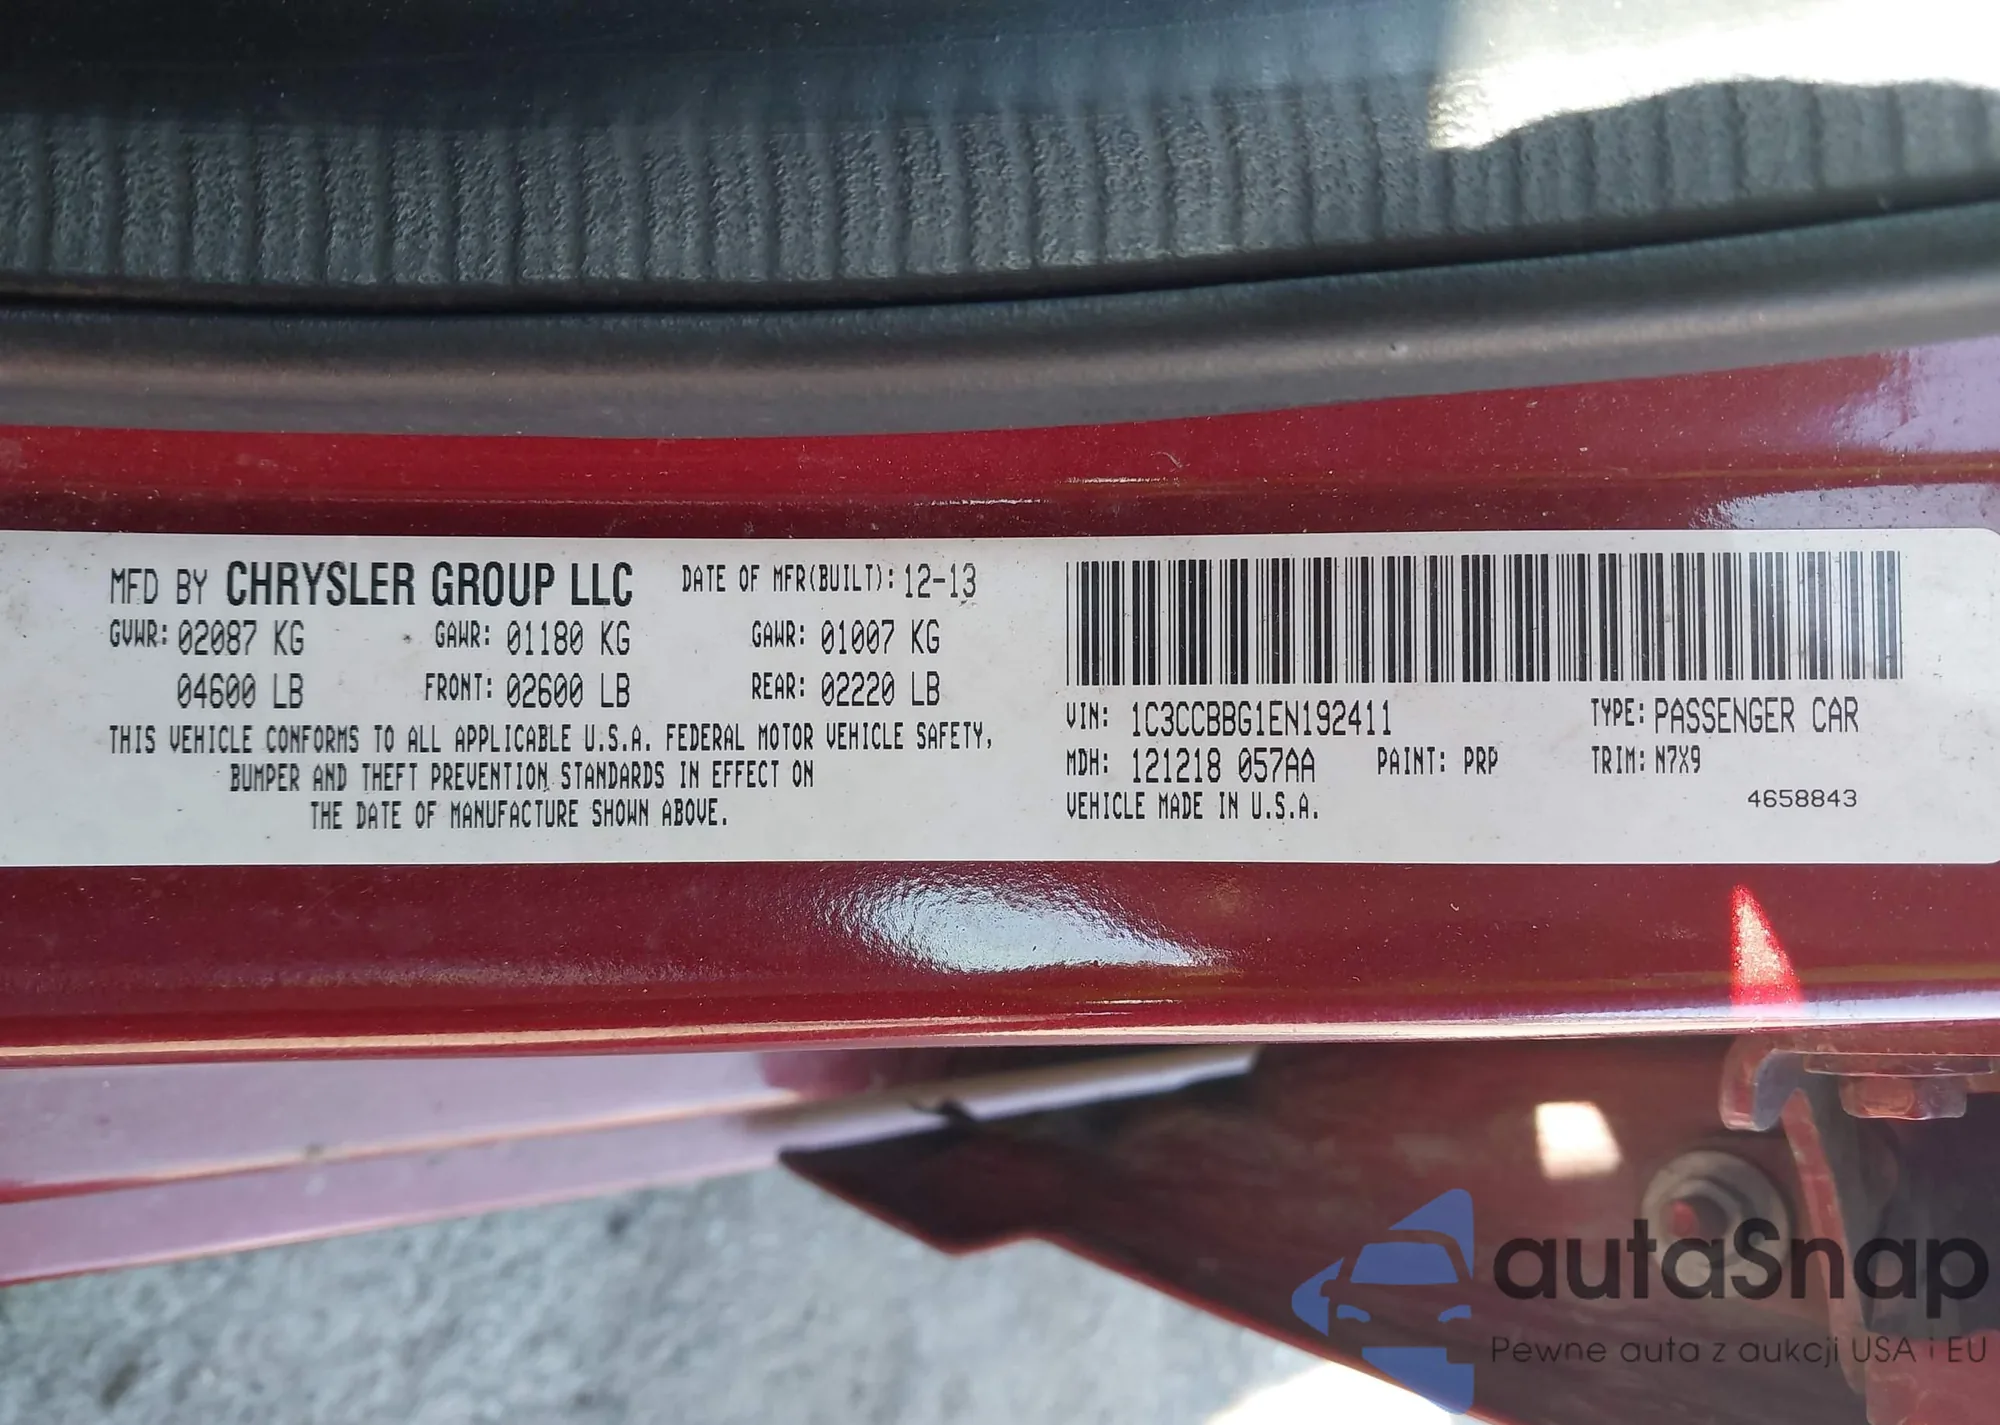 MFD BY CHRYSLER GROUP LLC DATE OF MFR(BUILT): 12-13
GVWR: 02087 KG GAWR: 01180 KG GAWR: 01007 KG
04600 LB FRONT: 02600 LB REAR: 02220 LB
THIS VEHICLE CONFORMS TO ALL APPLICABLE U.S.A. FEDERAL MOTOR VEHICLE SAFETY,
BUMPER AND THEFT PREVENTION STANDARDS IN EFFECT ON
THE DATE OF MANUFACTURE SHOWN ABOVE.
VIN: 1C3CCBBG1EN192411 TYPE: PASSENGER CAR
MDH: 121218 057AA PAINT: PRP TRIM: N7X9
VEHICLE MADE IN U.S.A.
4658843
autaSnap
Pewne auta z aukcji USA i EU